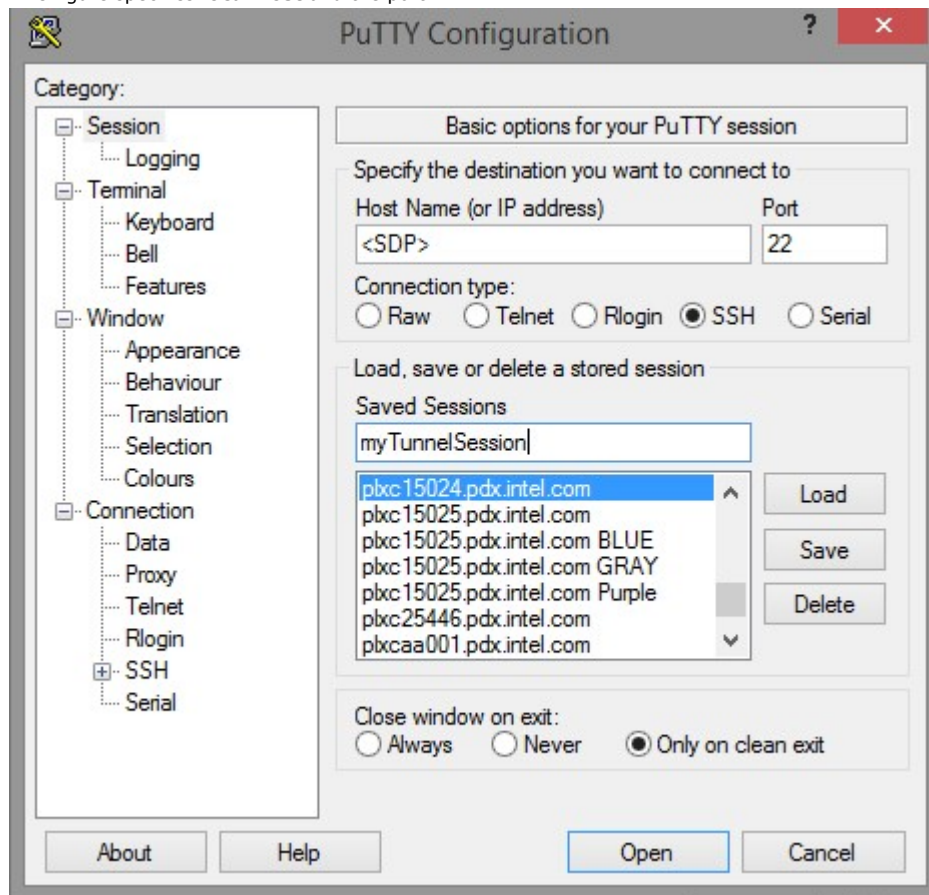 PuTTY Configuration
?
Category:
Session
Logging
Terminal
Keyboard
Bell
Features
Window
Appearance
Behaviour
Translation
Selection
Colours
Connection
Data
Proxy
Telnet
Rlogin
SSH
Serial
Basic options for your PuTTY session
Specify the destination you want to connect to
Host Name (or IP address) Port
<SDP> 22
Connection type:
Raw Telnet Rlogin SSH Serial
Load, save or delete a stored session
Saved Sessions
myTunnelSession
plxc15024.pdx.intel.com
plxc15025.pdx.intel.com
plxc15025.pdx.intel.com BLUE
plxc15025.pdx.intel.com GRAY
plxc15025.pdx.intel.com Purple
plxc25446.pdx.intel.com
plxcaa001.pdx.intel.com
Load
Save
Delete
Close window on exit:
Always Never Only on clean exit
About Help Open Cancel